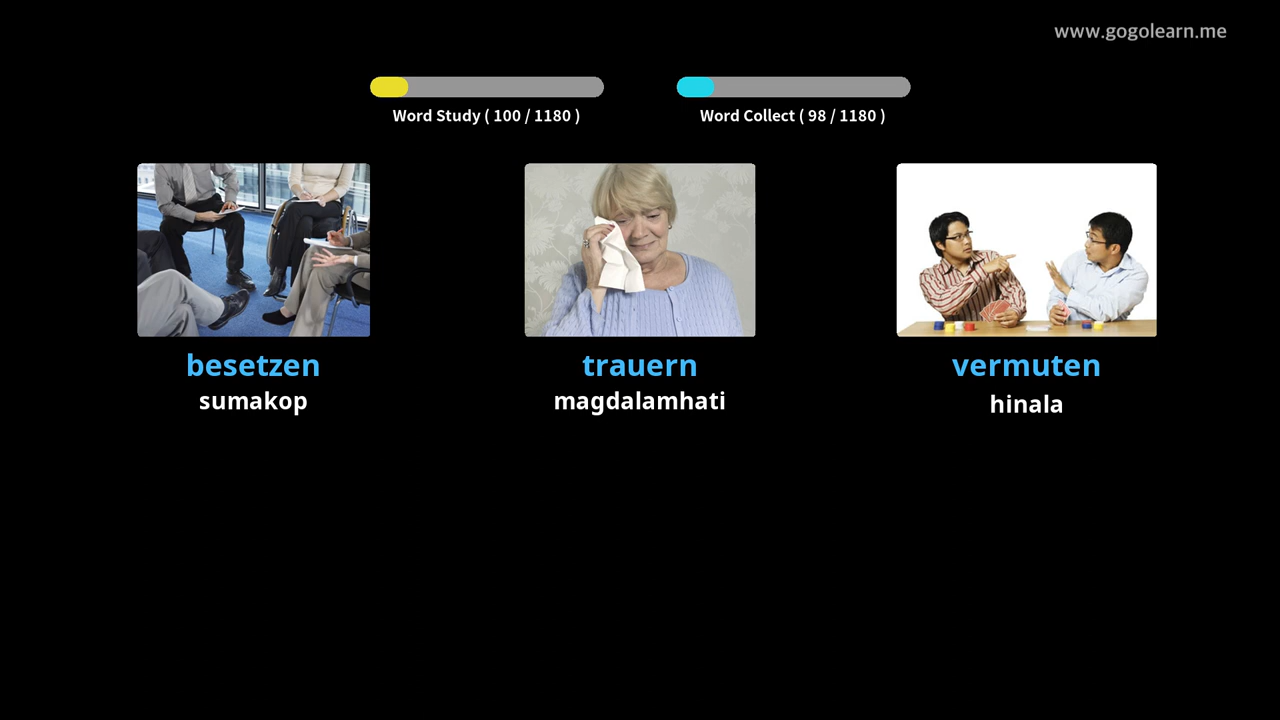 www.gogolearn.me
Word Study ( 100 / 1180 )
Word Collect ( 98 / 1180 )
besetzen
sumakop
trauern
magdalamhati
vermuten
hinala